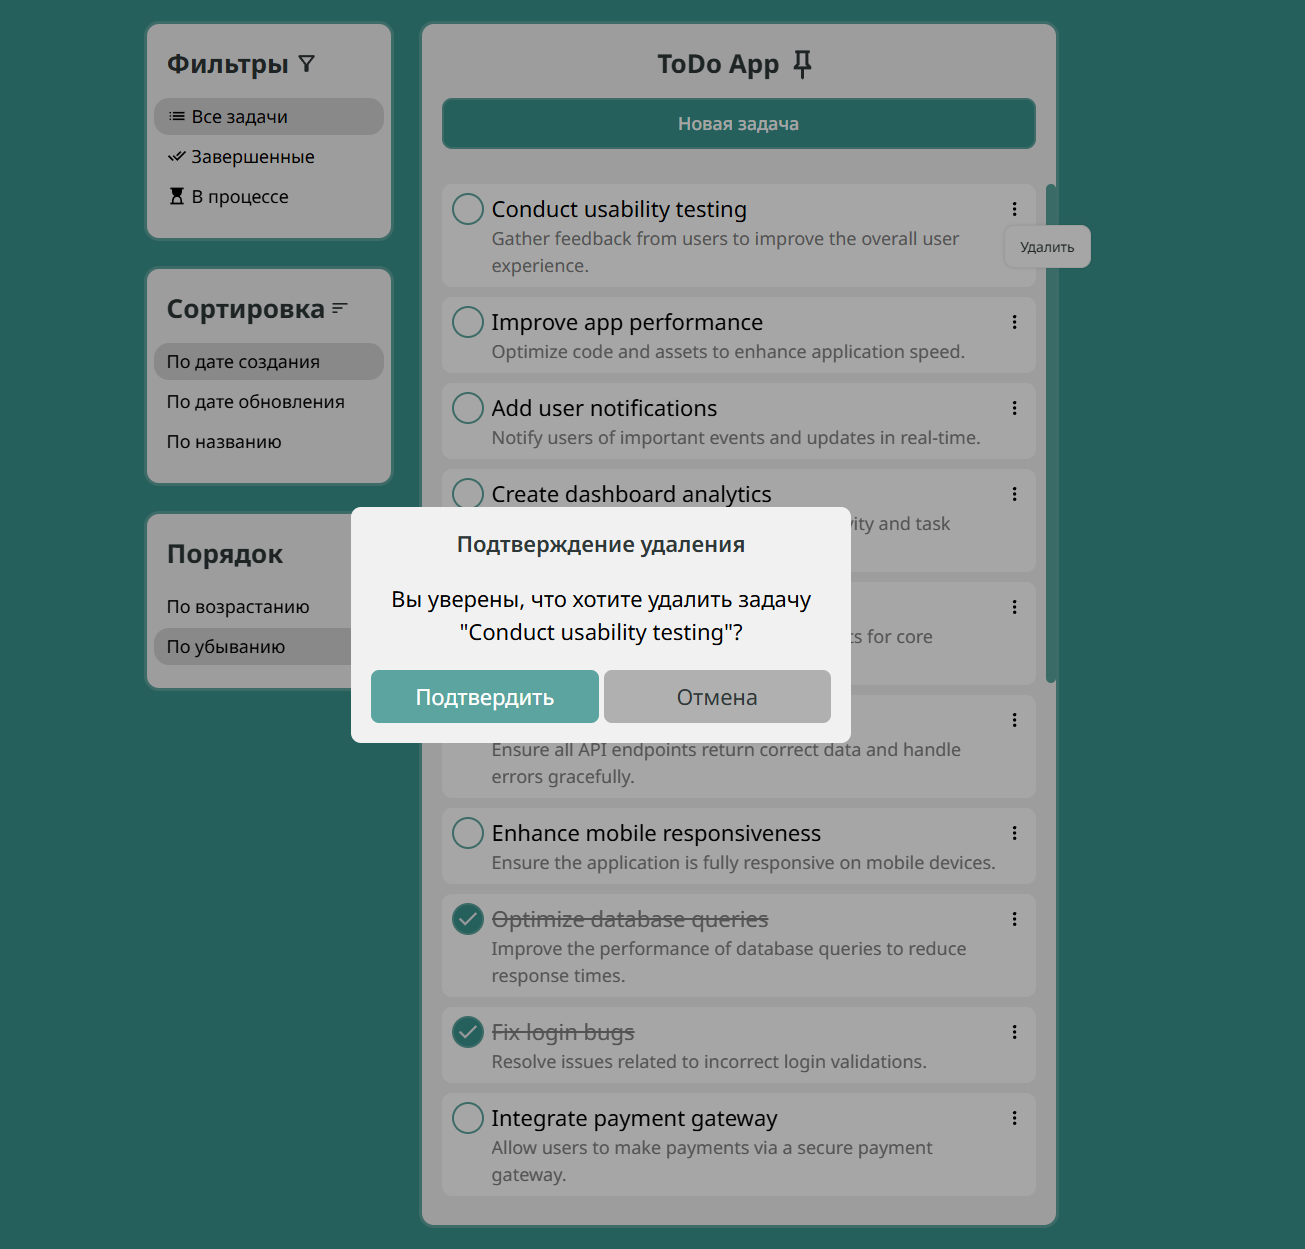 Фильтры
Все задачи
Завершенные
В процессе
Сортировка
По дате создания
По дате обновления
По названию
Порядок
По возрастанию
По убыванию
ToDo App
Новая задача
Conduct usability testing
Gather feedback from users to improve the overall user
experience.
Удалить
Improve app performance
Optimize code and assets to enhance application speed.
Add user notifications
Notify users of important events and updates in real-time.
Create dashboard analytics
and task
for core
Подтверждение удаления
Вы уверены, что хотите удалить задачу
"Conduct usability testing"?
Подтвердить
Отмена
Ensure all API endpoints return correct data and handle
errors gracefully.
Enhance mobile responsiveness
Ensure the application is fully responsive on mobile devices.
Optimize database queries
Improve the performance of database queries to reduce
response times.
Fix login bugs
Resolve issues related to incorrect login validations.
Integrate payment gateway
Allow users to make payments via a secure payment
gateway.